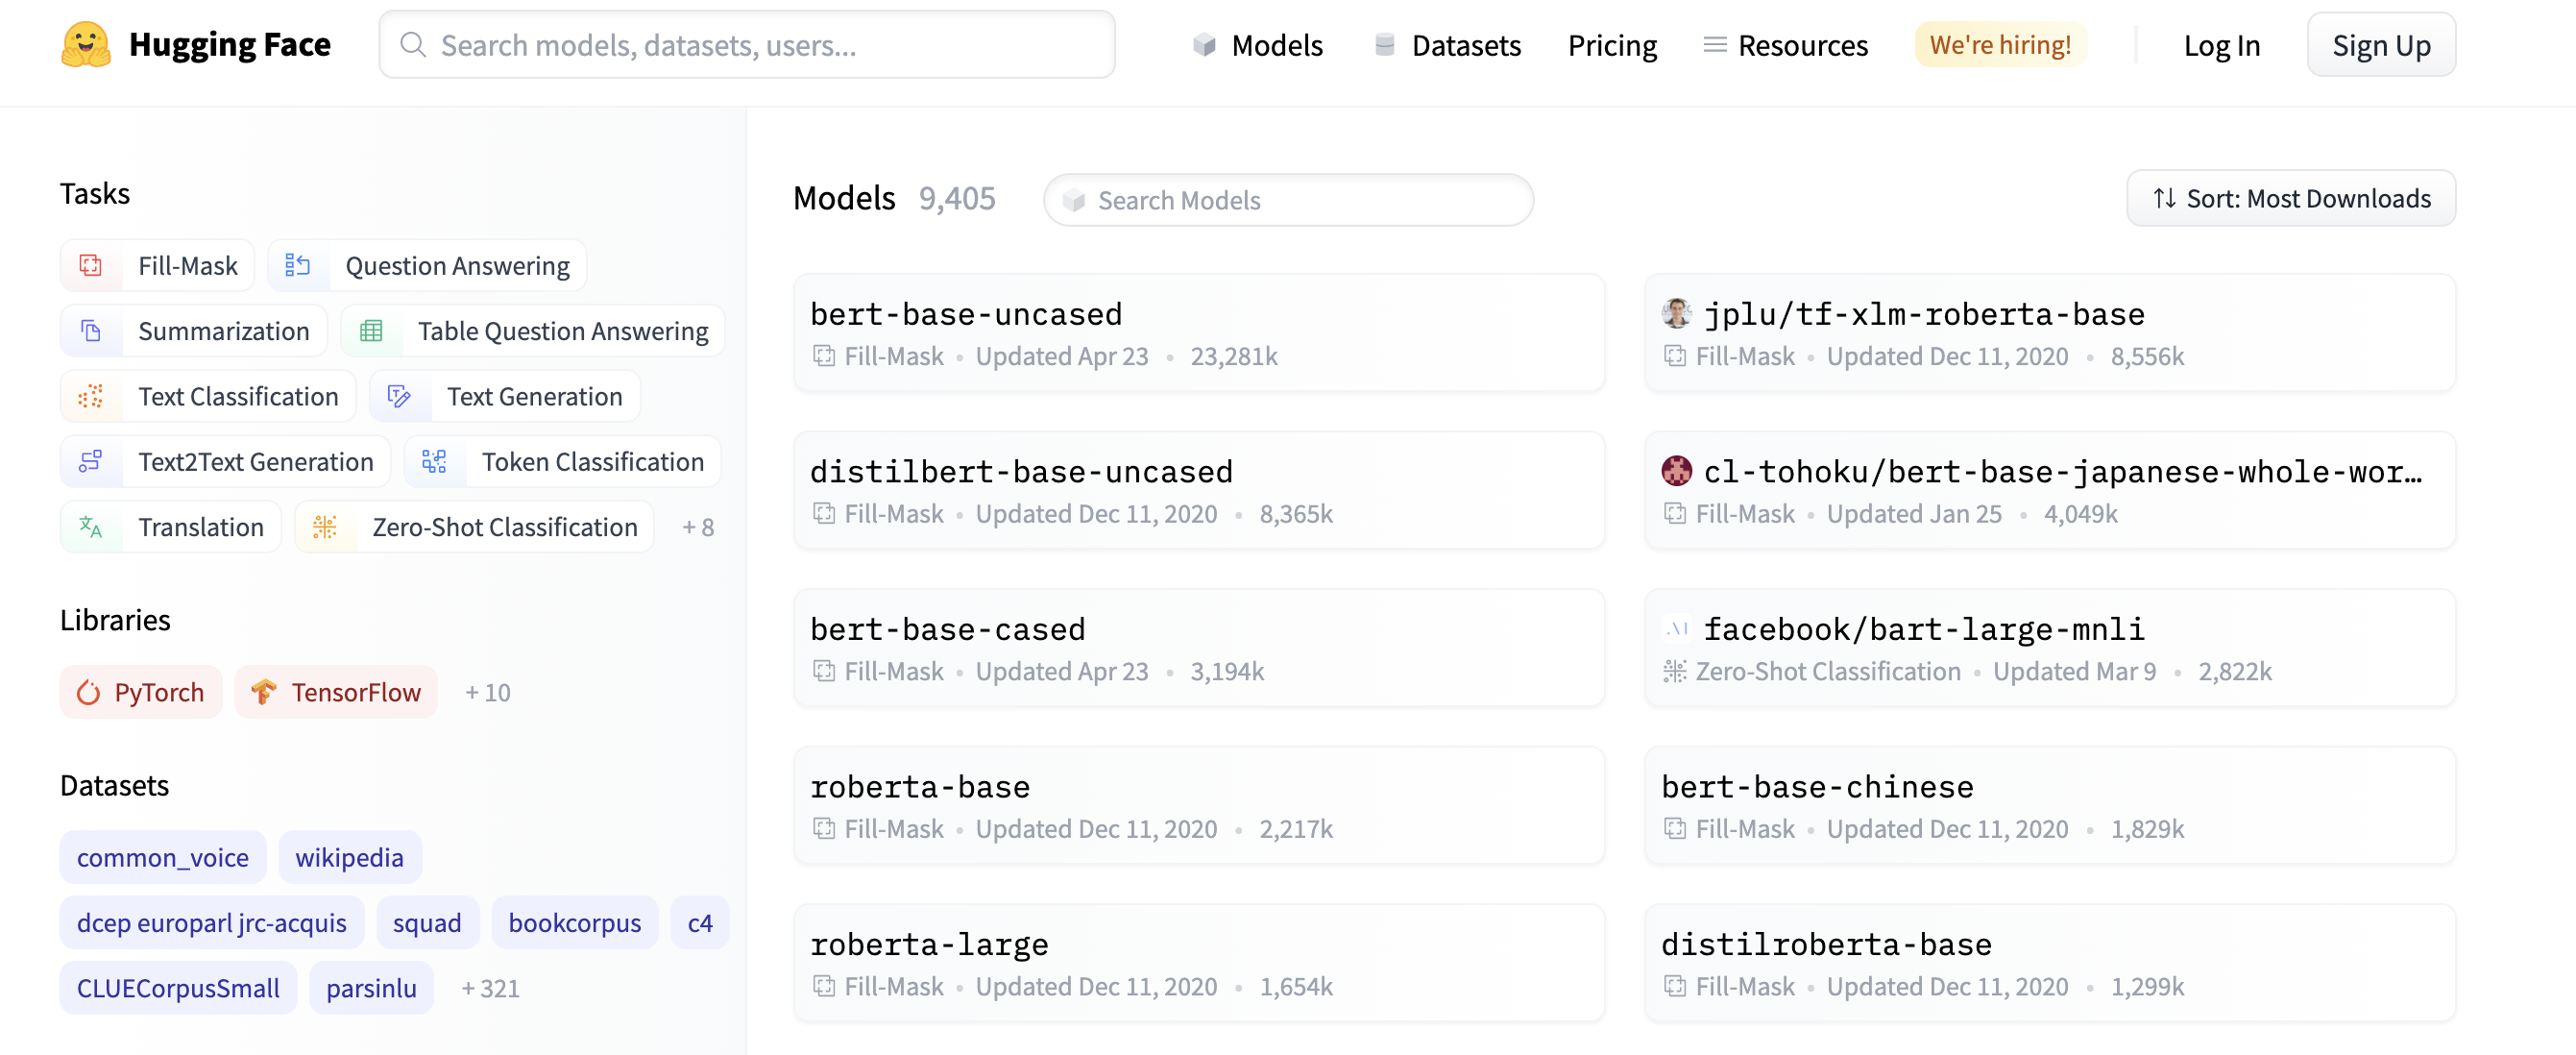 Hugging Face Search models, datasets, users... Models Datasets Pricing Resources We're hiring! Log In Sign Up
Tasks
Fill-Mask Question Answering
Summarization Table Question Answering
Text Classification Text Generation
Text2Text Generation Token Classification
Translation Zero-Shot Classification + 8
Libraries
PyTorch TensorFlow + 10
Datasets
common_voice wikipedia
dcep europarl jrc-acquis squad bookcorpus c4
CLUECorpusSmall parsinlu + 321
Models 9,405 Search Models Sort: Most Downloads
bert-base-uncased
Fill-Mask • Updated Apr 23 • 23,281k
jplu/tf-xlm-roberta-base
Fill-Mask • Updated Dec 11, 2020 • 8,556k
distilbert-base-uncased
Fill-Mask • Updated Dec 11, 2020 • 8,365k
cl-tohoku/bert-base-japanese-whole-wor...
Fill-Mask • Updated Jan 25 • 4,049k
bert-base-cased
Fill-Mask • Updated Apr 23 • 3,194k
facebook/bart-large-mnli
Zero-Shot Classification • Updated Mar 9 • 2,822k
roberta-base
Fill-Mask • Updated Dec 11, 2020 • 2,217k
bert-base-chinese
Fill-Mask • Updated Dec 11, 2020 • 1,829k
roberta-large
Fill-Mask • Updated Dec 11, 2020 • 1,654k
distilroberta-base
Fill-Mask • Updated Dec 11, 2020 • 1,299k